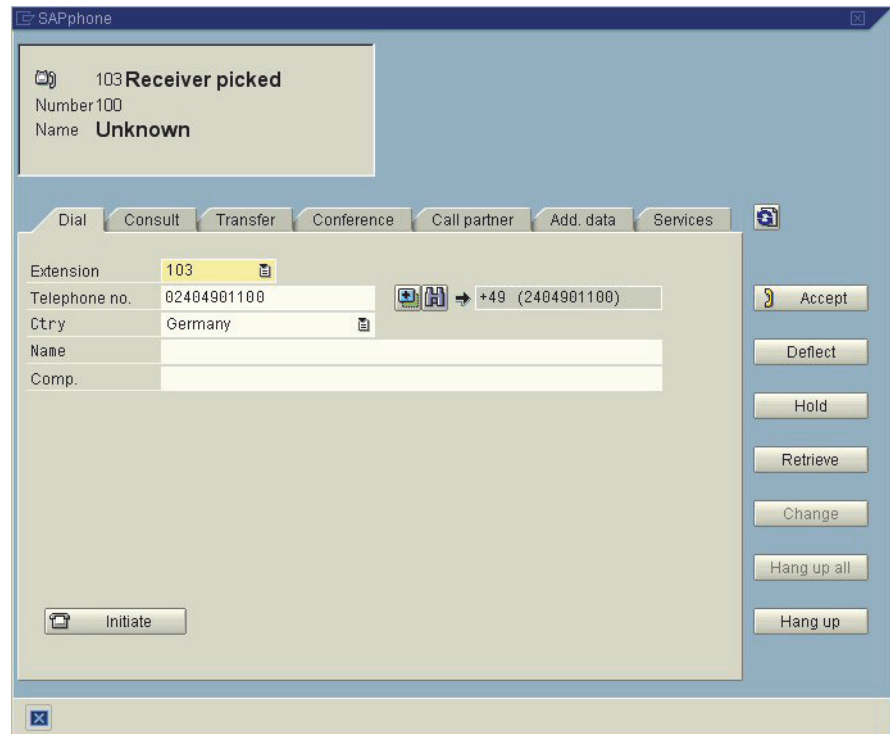 SAPphone
103 Receiver picked
Number 100
Name Unknown
Dial Consult Transfer Conference Call partner Add. data Services
Extension 103
Telephone no. 02404901100 +49 (2404901100)
Ctry Germany
Name
Comp.
Accept
Deflect
Hold
Retrieve
Change
Hang up all
Initiate
Hang up